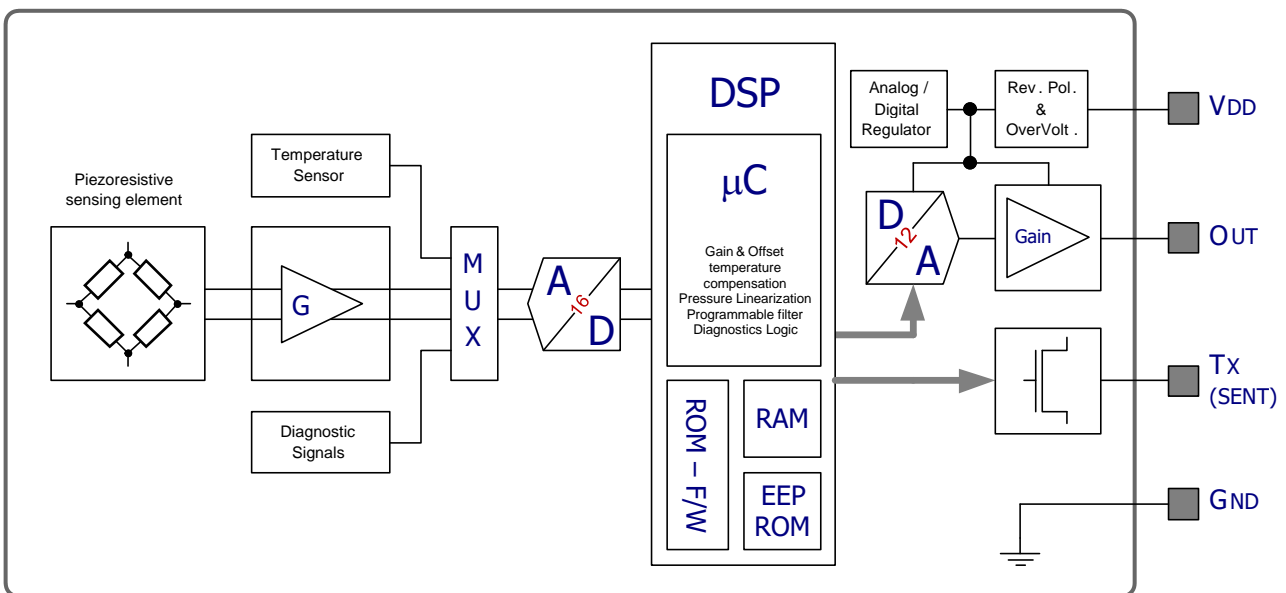 Piezoresistive
sensing element
Temperature
Sensor
G
Diagnostic
Signals
M
U
X
A
16
D
DSP
μC
Gain & Offset
temperature
compensation
Pressure Linearization
Programmable filter
Diagnostics Logic
ROM – F/W
RAM
EEP
ROM
Analog /
Digital
Regulator
Rev. Pol.
&
OverVolt.
D
12
A
Gain
VDD
OUT
TX
(SENT)
GND